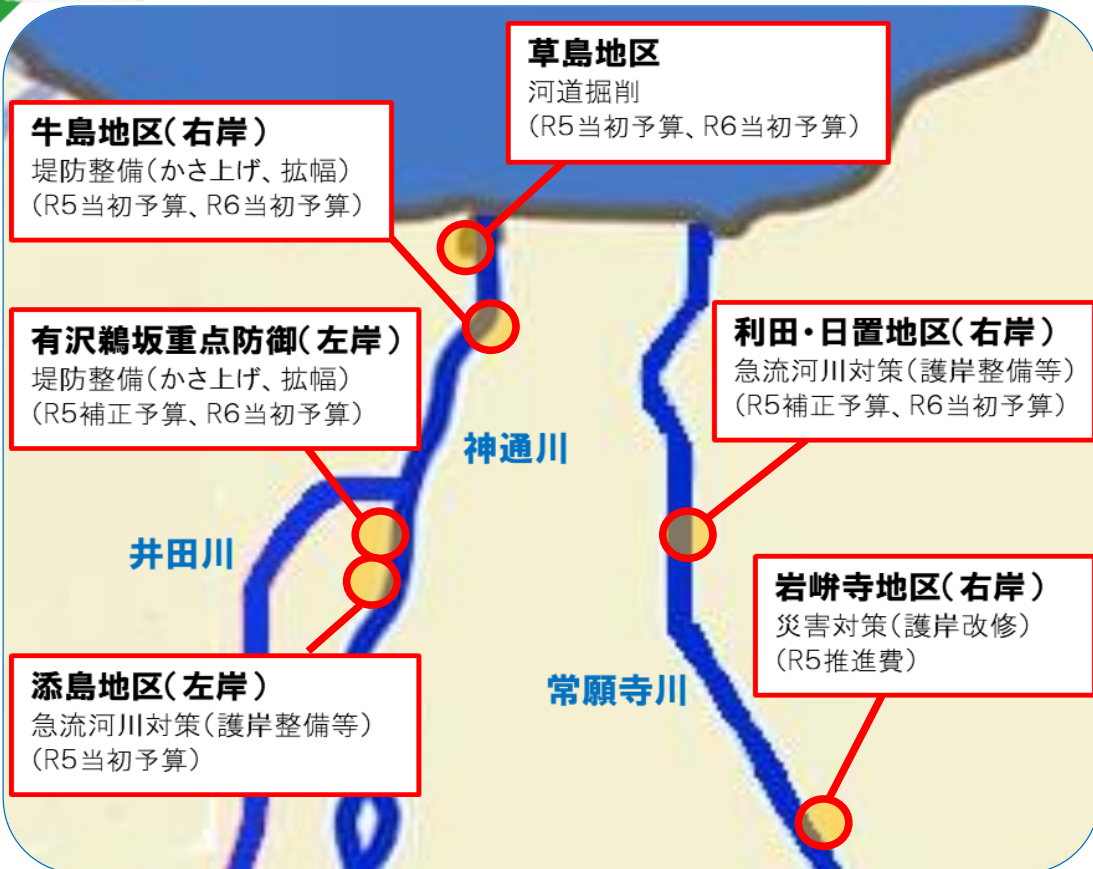 草島地区
河道掘削
(R5当初予算、R6当初予算)
牛島地区(右岸)
堤防整備(かさ上げ、拡幅)
(R5当初予算、R6当初予算)
有沢鵜坂重点防御(左岸)
堤防整備(かさ上げ、拡幅)
(R5補正予算、R6当初予算)
利田・日置地区(右岸)
急流河川対策(護岸整備等)
(R5補正予算、R6当初予算)
神通川
井田川
岩峅寺地区(右岸)
災害対策(護岸改修)
(R5推進費)
常願寺川
添島地区(左岸)
急流河川対策(護岸整備等)
(R5当初予算)